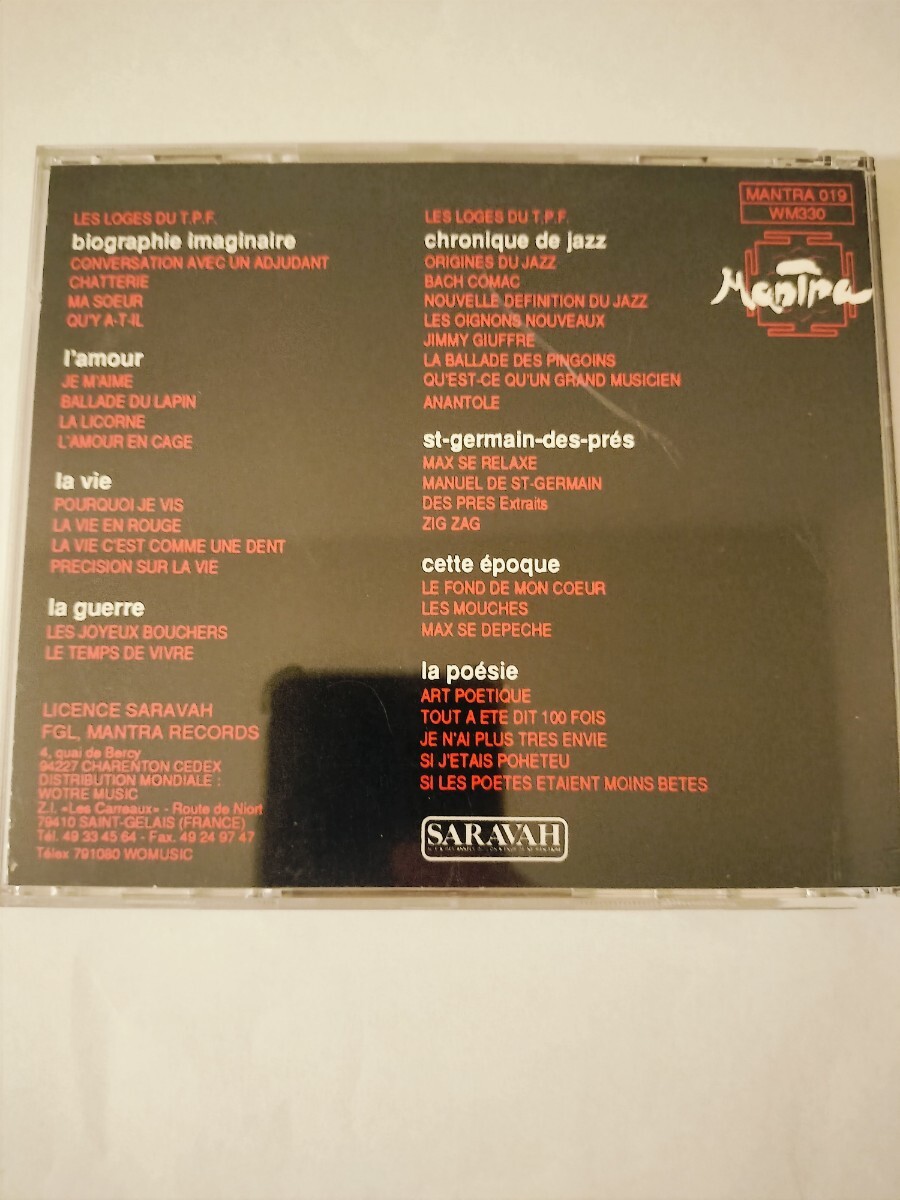 LES LOGES DU T.P.F.
biographie imaginaire
CONVERSATION AVEC UN ADJUDANT
CHATTERIE
MA SOEUR
QU'Y A-T-IL
l'amour
JE M'AIME
BALLADE DU LAPIN
LA LICORNE
L'AMOUR EN CAGE
la vie
POURQUOI JE VIS
LA VIE EN ROUGE
LA VIE C'EST COMME UNE DENT
PRECISION SUR LA VIE
la guerre
LES JOYEUX BOUCHERS
LE TEMPS DE VIVRE
LICENCE SARAVAH
FGL, MANTRA RECORDS
4, quai de Bercy
94227 CHARENTON CEDEX
DISTRIBUTION MONDIALE :
WOTRE MUSIC
Z.I. «Les Carreaux» - Route de Niort
79410 SAINT-GELAIS (FRANCE)
Tél. 49 33 45 64 - Fax. 49 24 97 47
Télex 791080 WOMUSIC
LES LOGES DU T.P.F.
chronique de jazz
ORIGINES DU JAZZ
BACH COMAC
NOUVELLE DEFINITION DU JAZZ
LES OIGNONS NOUVEAUX
JIMMY GIUFFRE
LA BALLADE DES PINGOINS
QU'EST-CE QU'UN GRAND MUSICIEN
ANANTOLE
st-germain-des-prés
MAX SE RELAXE
MANUEL DE ST-GERMAIN
DES PRES Extraits
ZIG ZAG
cette époque
LE FOND DE MON COEUR
LES MOUCHES
MAX SE DEPECHE
la poésie
ART POETIQUE
TOUT A ETE DIT 100 FOIS
JE N'AI PLUS TRES ENVIE
SI J'ETAIS POHETEU
SI LES POETES ETAIENT MOINS BETES
SARAVAH
MANTRA 019
WM330
Mantra